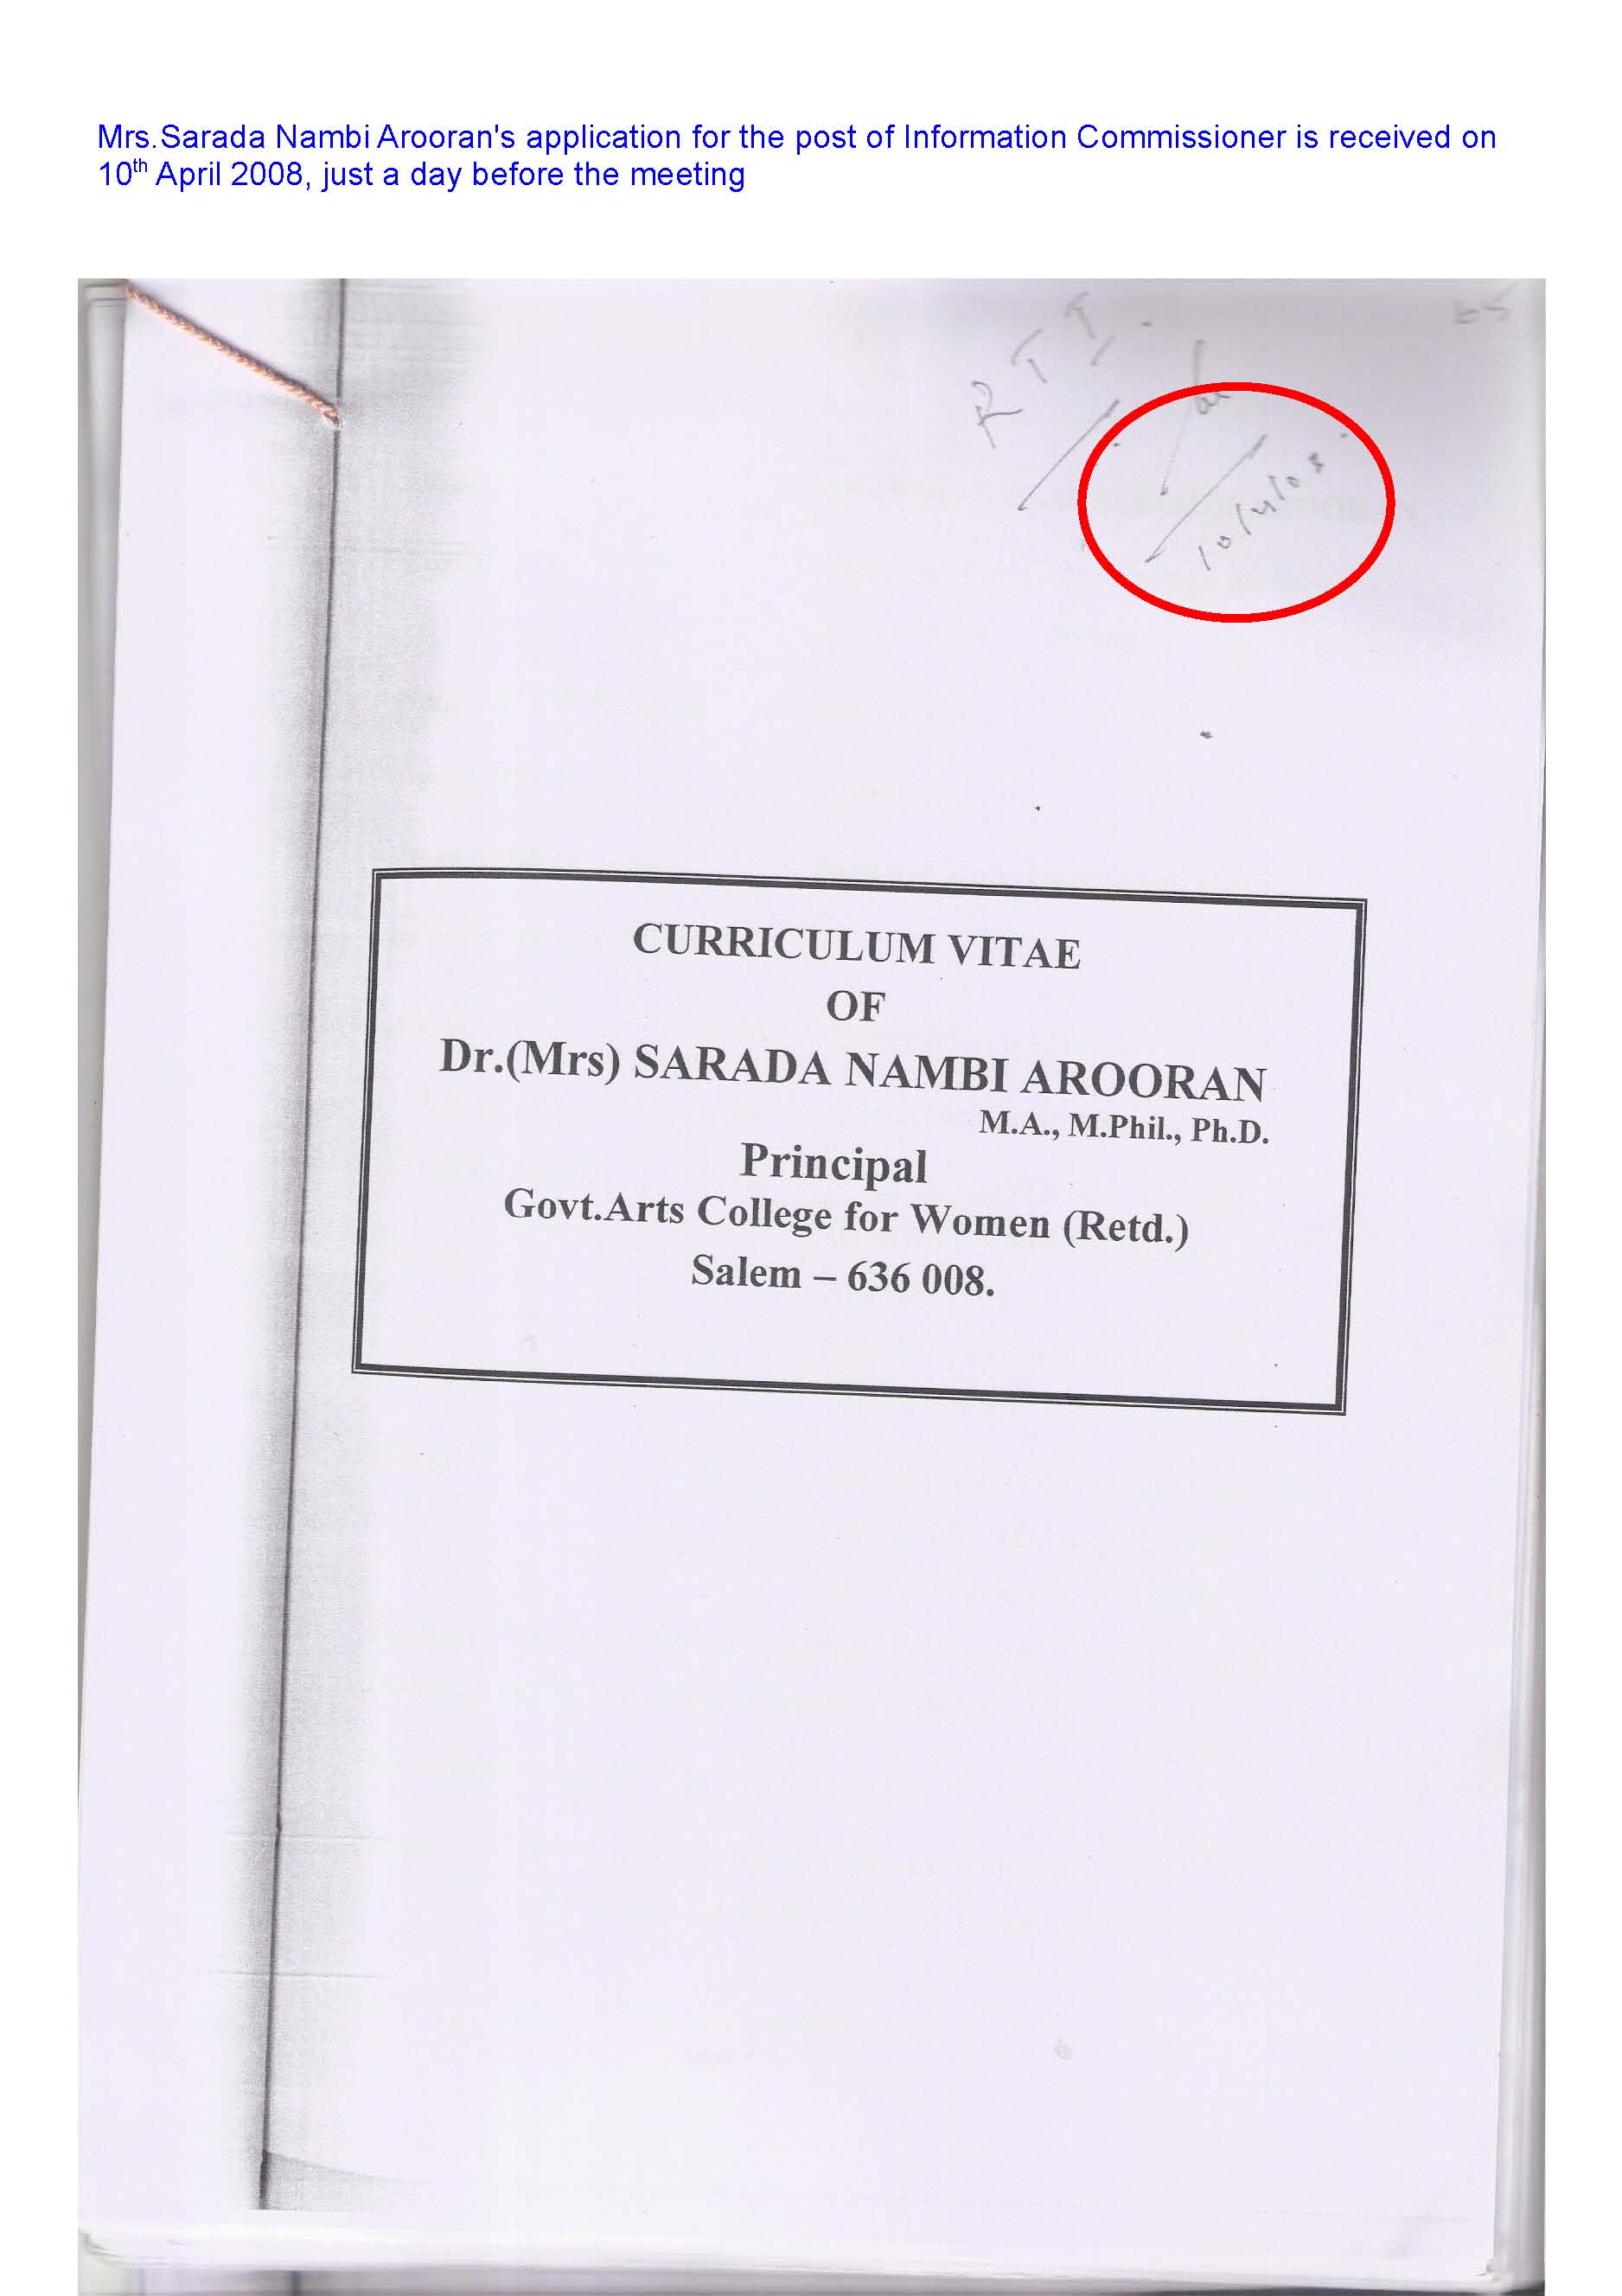 Mrs.Sarada Nambi Arooran's application for the post of Information Commissioner is received on
10th April 2008, just a day before the meeting
65
R T I.
10/4/08.
CURRICULUM VITAE
OF
Dr.(Mrs) SARADA NAMBI AROORAN
M.A., M.Phil., Ph.D.
Principal
Govt.Arts College for Women (Retd.)
Salem – 636 008.